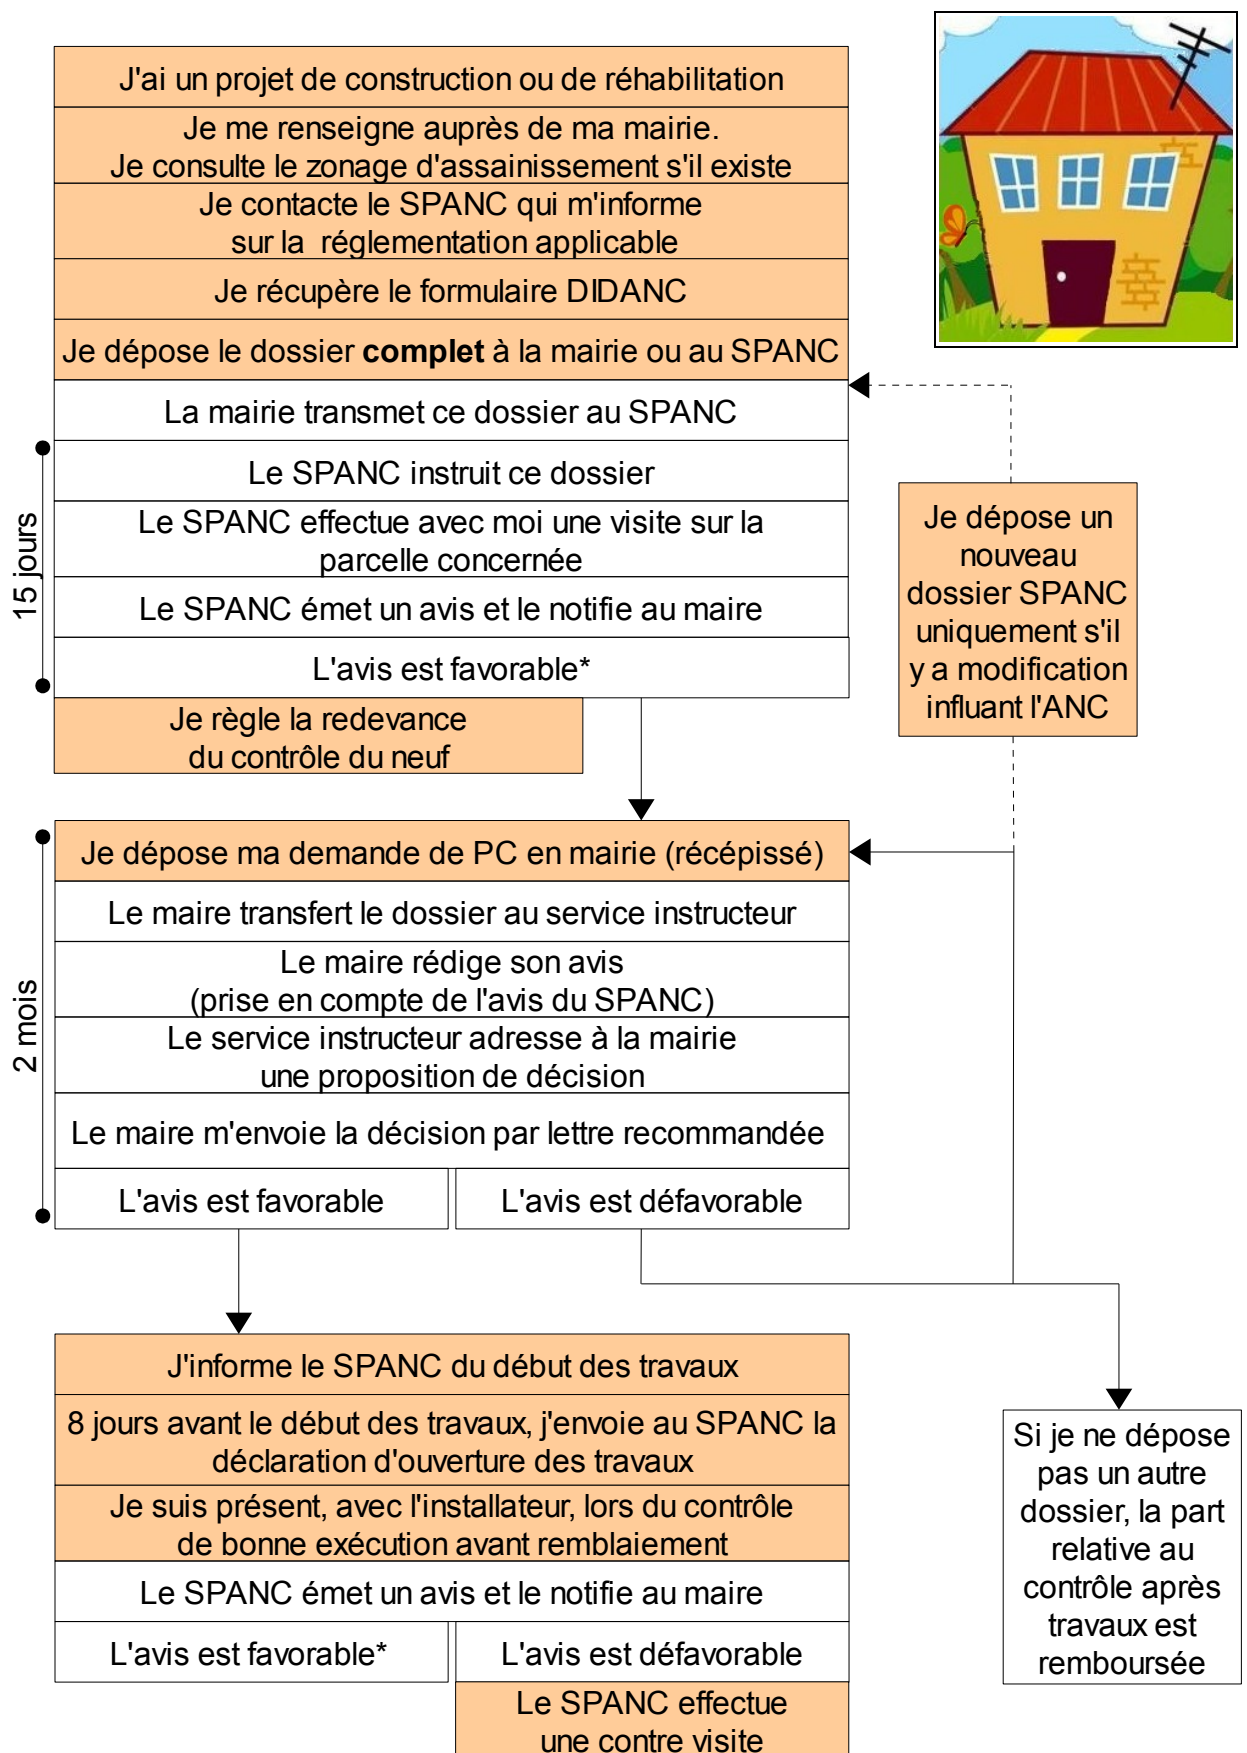 J'ai un projet de construction ou de réhabilitation
Je me renseigne auprès de ma mairie.
Je consulte le zonage d'assainissement s'il existe
Je contacte le SPANC qui m'informe
sur la réglementation applicable
Je récupère le formulaire DIDANC
Je dépose le dossier complet à la mairie ou au SPANC
La mairie transmet ce dossier au SPANC
15 jours
Le SPANC instruit ce dossier
Le SPANC effectue avec moi une visite sur la
parcelle concernée
Le SPANC émet un avis et le notifie au maire
L'avis est favorable*
Je règle la redevance
du contrôle du neuf
Je dépose un
nouveau
dossier SPANC
uniquement s'il
y a modification
influant l'ANC
2 mois
Je dépose ma demande de PC en mairie (récépissé)
Le maire transfert le dossier au service instructeur
Le maire rédige son avis
(prise en compte de l'avis du SPANC)
Le service instructeur adresse à la mairie
une proposition de décision
Le maire m'envoie la décision par lettre recommandée
L'avis est favorable
L'avis est défavorable
J'informe le SPANC du début des travaux
8 jours avant le début des travaux, j'envoie au SPANC la
déclaration d'ouverture des travaux
Je suis présent, avec l'installateur, lors du contrôle
de bonne exécution avant remblaiement
Le SPANC émet un avis et le notifie au maire
L'avis est favorable*
L'avis est défavorable
Le SPANC effectue
une contre visite
Si je ne dépose
pas un autre
dossier, la part
relative au
contrôle après
travaux est
remboursée